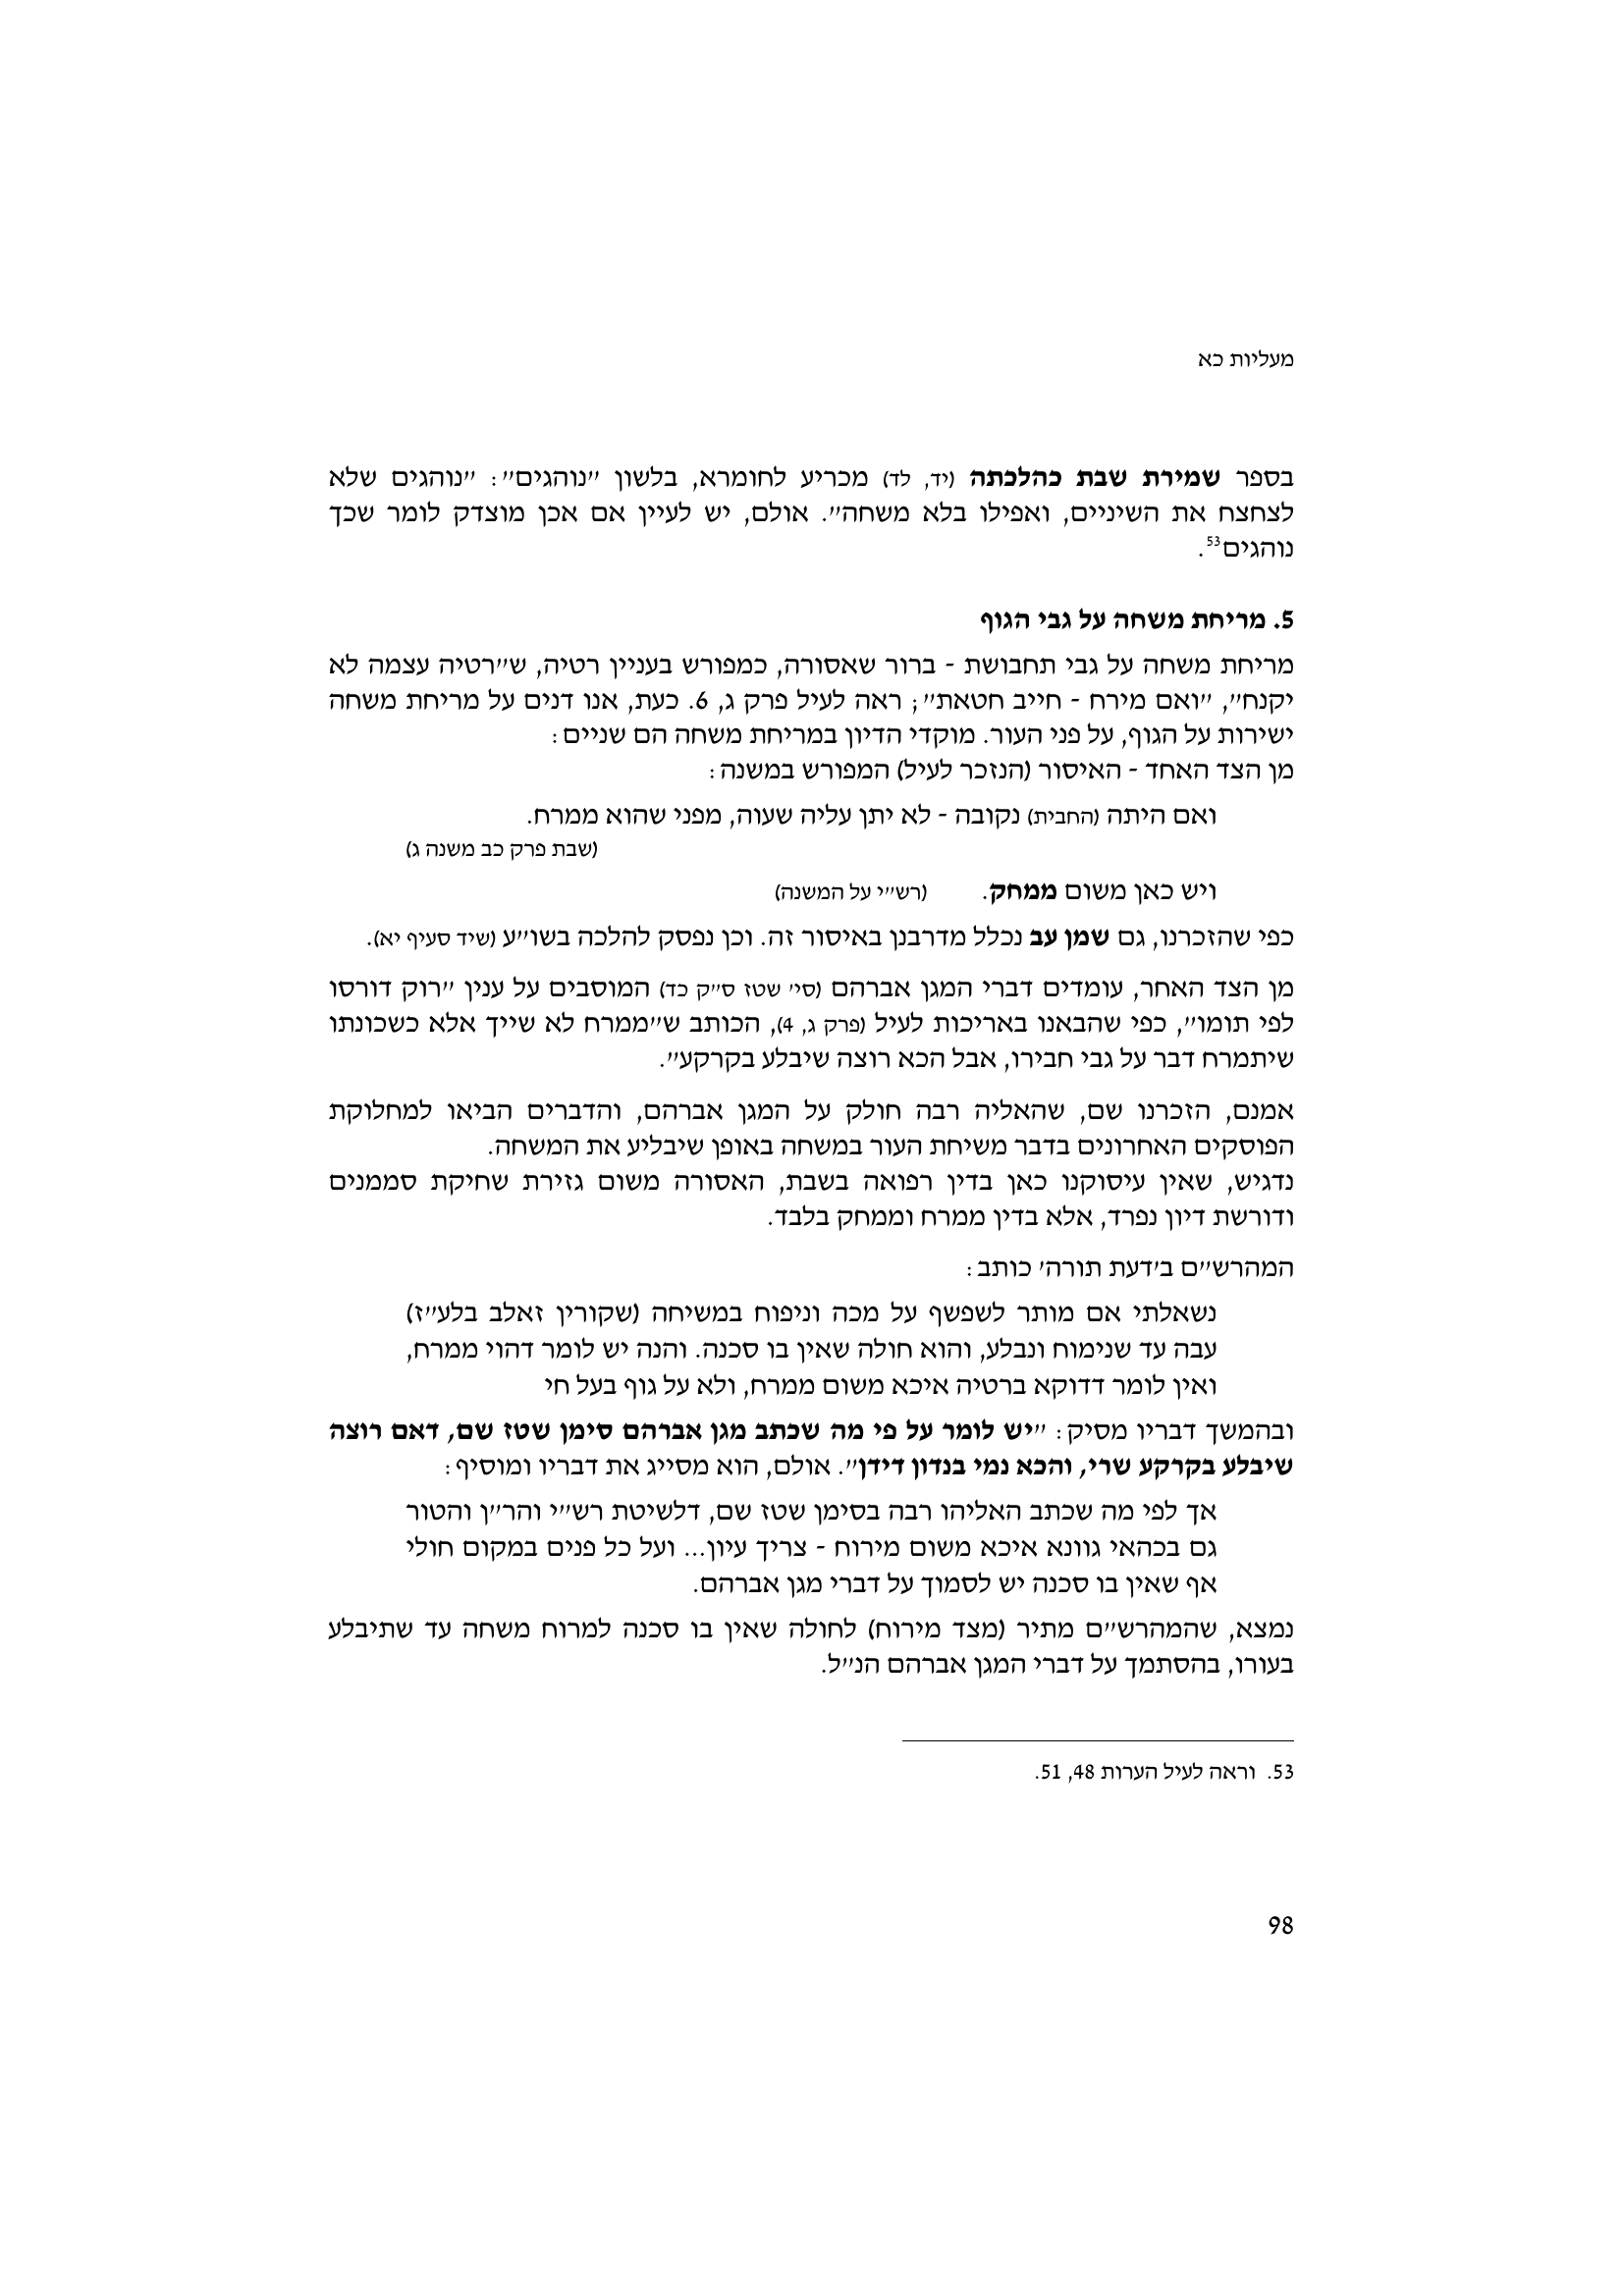 מעליות כא
בספר שמירת שבת כהלכתה (יד, לד) מכריע לחומרא, בלשון "נוהגים": "נוהגים שלא
לצחצח את השיניים, ואפילו בלא משחה". אולם, יש לעיין אם אכן מוצדק לומר שכך
נוהגים53.
5. מריחת משחה על גבי הגוף
מריחת משחה על גבי תחבושת - ברור שאסורה, כמפורש בעניין רטיה, ש"רטיה עצמה לא
יקנח", "ואם מירח - חייב חטאת"; ראה לעיל פרק ג, 6. כעת, אנו דנים על מריחת משחה
ישירות על הגוף, על פני העור. מוקדי הדיון במריחת משחה הם שניים:
מן הצד האחד - האיסור (הנזכר לעיל) המפורש במשנה:
ואם היתה (החבית) נקובה - לא יתן עליה שעוה, מפני שהוא ממרח.
(שבת פרק כב משנה ג)
ויש כאן משום ממחק. (רש"י על המשנה)
כפי שהזכרנו, גם שמן עב נכלל מדרבנן באיסור זה. וכן נפסק להלכה בשו"ע (שיד סעיף יא).
מן הצד האחר, עומדים דברי המגן אברהם (סי' שטז ס"ק כד) המוסבים על ענין "רוק דורסו
לפי תומו", כפי שהבאנו באריכות לעיל (פרק ג, 4), הכותב ש"ממרח לא שייך אלא כשכונתו
שיתמרח דבר על גבי חבירו, אבל הכא רוצה שיבלע בקרקע".
אמנם, הזכרנו שם, שהאליה רבה חולק על המגן אברהם, והדברים הביאו למחלוקת
הפוסקים האחרונים בדבר משיחת העור במשחה באופן שיבליע את המשחה.
נדגיש, שאין עיסוקנו כאן בדין רפואה בשבת, האסורה משום גזירת שחיקת סממנים
ודורשת דיון נפרד, אלא בדין ממרח וממחק בלבד.
המהרש"ם ב'דעת תורה' כותב:
נשאלתי אם מותר לשפשף על מכה וניפוח במשיחה (שקורין זאלב בלע"ז)
עבה עד שנימוח ונבלע, והוא חולה שאין בו סכנה. והנה יש לומר דהוי ממרח,
ואין לומר דדוקא ברטיה איכא משום ממרח, ולא על גוף בעל חי
ובהמשך דבריו מסיק: "יש לומר על פי מה שכתב מגן אברהם סימן שטז שם, דאם רוצה
שיבלע בקרקע שרי, והכא נמי בנדון דידן". אולם, הוא מסייג את דבריו ומוסיף:
אך לפי מה שכתב האליהו רבה בסימן שטז שם, דלשיטת רש"י והר"ן והטור
גם בכהאי גוונא איכא משום מירוח - צריך עיון... ועל כל פנים במקום חולי
אף שאין בו סכנה יש לסמוך על דברי מגן אברהם.
נמצא, שהמהרש"ם מתיר (מצד מירוח) לחולה שאין בו סכנה למרוח משחה עד שתיבלע
בעורו, בהסתמך על דברי המגן אברהם הנ"ל.
53. וראה לעיל הערות 48, 51.
98